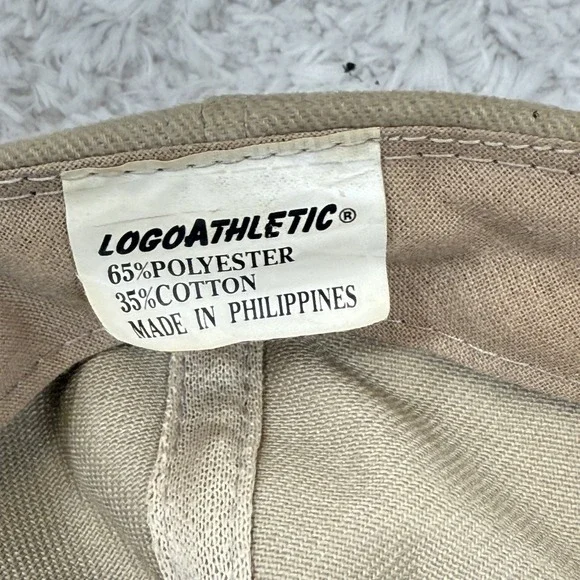 LOGOATHLETIC®
65%POLYESTER
35%COTTON
MADE IN PHILIPPINES